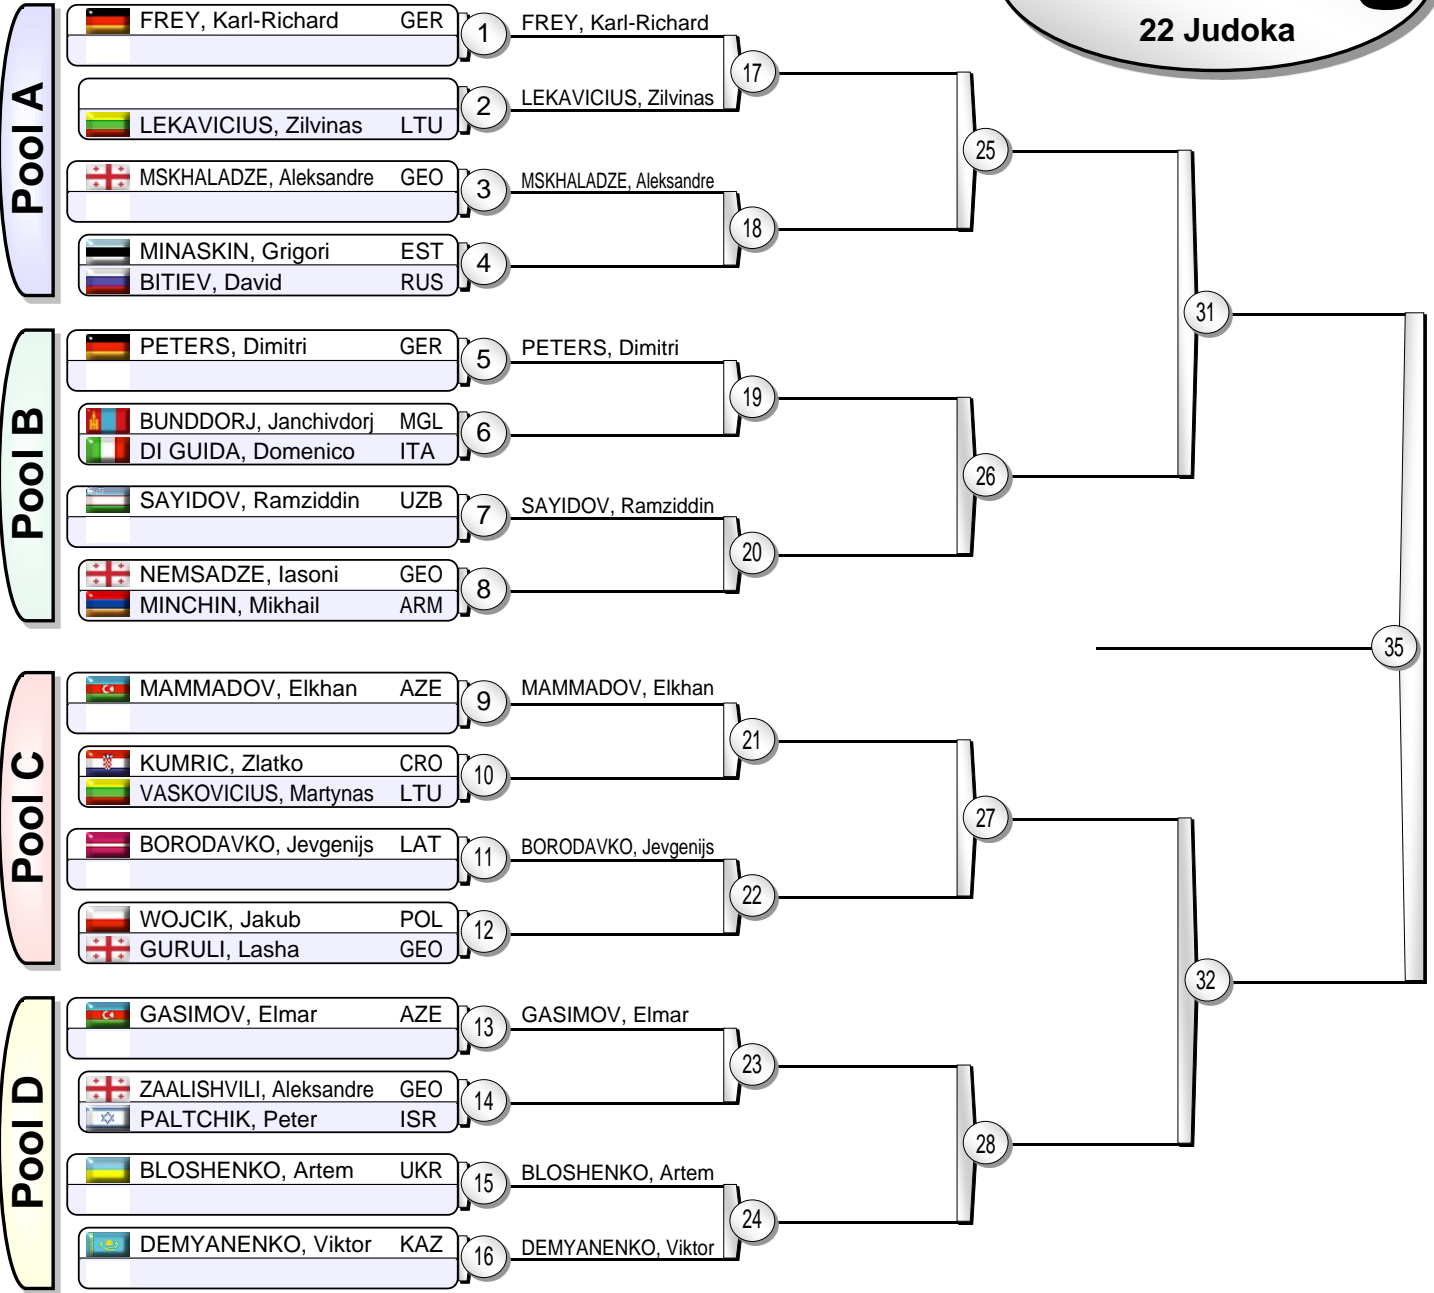 22 Judoka
Pool A
FREY, Karl-Richard GER 1 FREY, Karl-Richard
17
2 LEKAVICIUS, Zilvinas
LEKAVICIUS, Zilvinas LTU
25
MSKHALADZE, Aleksandre GEO 3 MSKHALADZE, Aleksandre
18
MINASKIN, Grigori EST 4
BITIEV, David RUS
31
Pool B
PETERS, Dimitri GER 5 PETERS, Dimitri
19
BUNDDORJ, Janchivdorj MGL 6
DI GUIDA, Domenico ITA
26
SAYIDOV, Ramziddin UZB 7 SAYIDOV, Ramziddin
20
NEMSADZE, Iasoni GEO 8
MINCHIN, Mikhail ARM
35
Pool C
MAMMADOV, Elkhan AZE 9 MAMMADOV, Elkhan
21
KUMRIC, Zlatko CRO 10
VASKOVICIUS, Martynas LTU
27
BORODAVKO, Jevgenijs LAT 11 BORODAVKO, Jevgenijs
22
WOJCIK, Jakub POL 12
GURULI, Lasha GEO
32
Pool D
GASIMOV, Elmar AZE 13 GASIMOV, Elmar
23
ZAALISHVILI, Aleksandre GEO 14
PALTCHIK, Peter ISR
28
BLOSHENKO, Artem UKR 15 BLOSHENKO, Artem
24
DEMYANENKO, Viktor KAZ 16 DEMYANENKO, Viktor